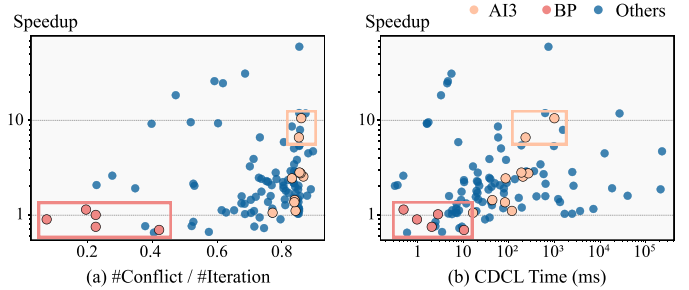 Speedup
AI3 BP Others
10
1
0.2 0.4 0.6 0.8
(a) #Conflict / #Iteration
Speedup
10
1
1 10 10² 10³ 10⁴ 10⁵
(b) CDCL Time (ms)